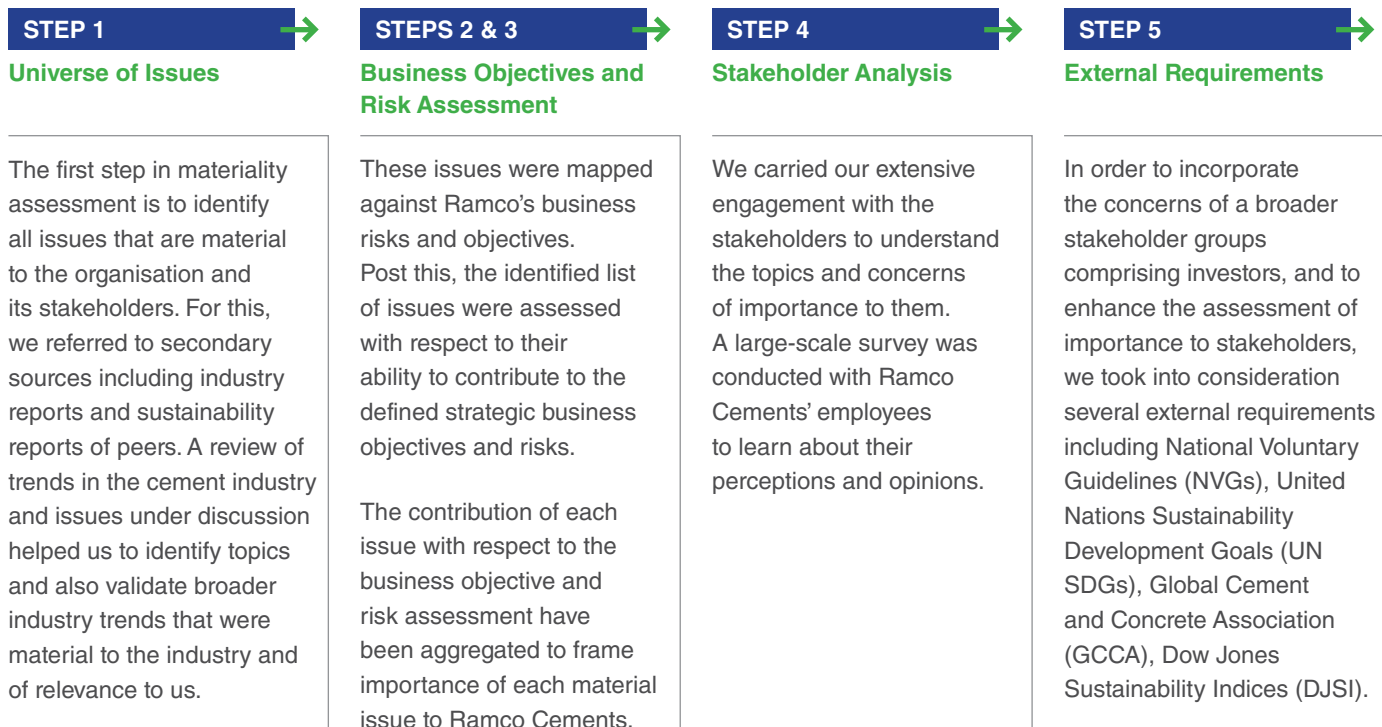 STEP 1
Universe of Issues
The first step in materiality
assessment is to identify
all issues that are material
to the organisation and
its stakeholders. For this,
we referred to secondary
sources including industry
reports and sustainability
reports of peers. A review of
trends in the cement industry
and issues under discussion
helped us to identify topics
and also validate broader
industry trends that were
material to the industry and
of relevance to us.
STEPS 2 & 3
Business Objectives and
Risk Assessment
These issues were mapped
against Ramco's business
risks and objectives.
Post this, the identified list
of issues were assessed
with respect to their
ability to contribute to the
defined strategic business
objectives and risks.
The contribution of each
issue with respect to the
business objective and
risk assessment have
been aggregated to frame
importance of each material
issue to Ramco Cements.
STEP 4
Stakeholder Analysis
We carried our extensive
engagement with the
stakeholders to understand
the topics and concerns
of importance to them.
A large-scale survey was
conducted with Ramco
Cements' employees
to learn about their
perceptions and opinions.
STEP 5
External Requirements
In order to incorporate
the concerns of a broader
stakeholder groups
comprising investors, and to
enhance the assessment of
importance to stakeholders,
we took into consideration
several external requirements
including National Voluntary
Guidelines (NVGs), United
Nations Sustainability
Development Goals (UN
SDGs), Global Cement
and Concrete Association
(GCCA), Dow Jones
Sustainability Indices (DJSI).